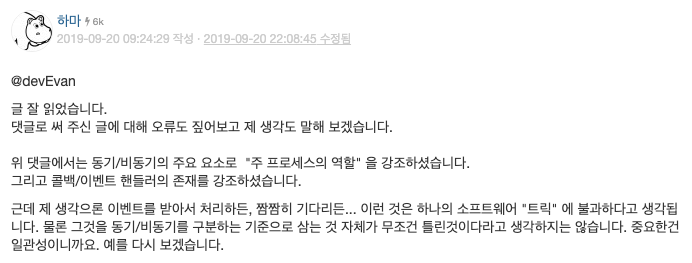 하마 6k
2019-09-20 09:24:29 작성 · 2019-09-20 22:08:45 수정됨
@devEvan
글 잘 읽었습니다.
댓글로 써 주신 글에 대해 오류도 짚어보고 제 생각도 말해 보겠습니다.
위 댓글에서는 동기/비동기의 주요 요소로 "주 프로세스의 역할" 을 강조하셨습니다.
그리고 콜백/이벤트 핸들러의 존재를 강조하셨습니다.
근데 제 생각으론 이벤트를 받아서 처리하든, 짬짬히 기다리든... 이런 것은 하나의 소프트웨어 "트릭" 에 불과하다고 생각됩
니다. 물론 그것을 동기/비동기를 구분하는 기준으로 삼는 것 자체가 무조건 틀린것이다라고 생각하지는 않습니다. 중요한건
일관성이니까요. 예를 다시 보겠습니다.